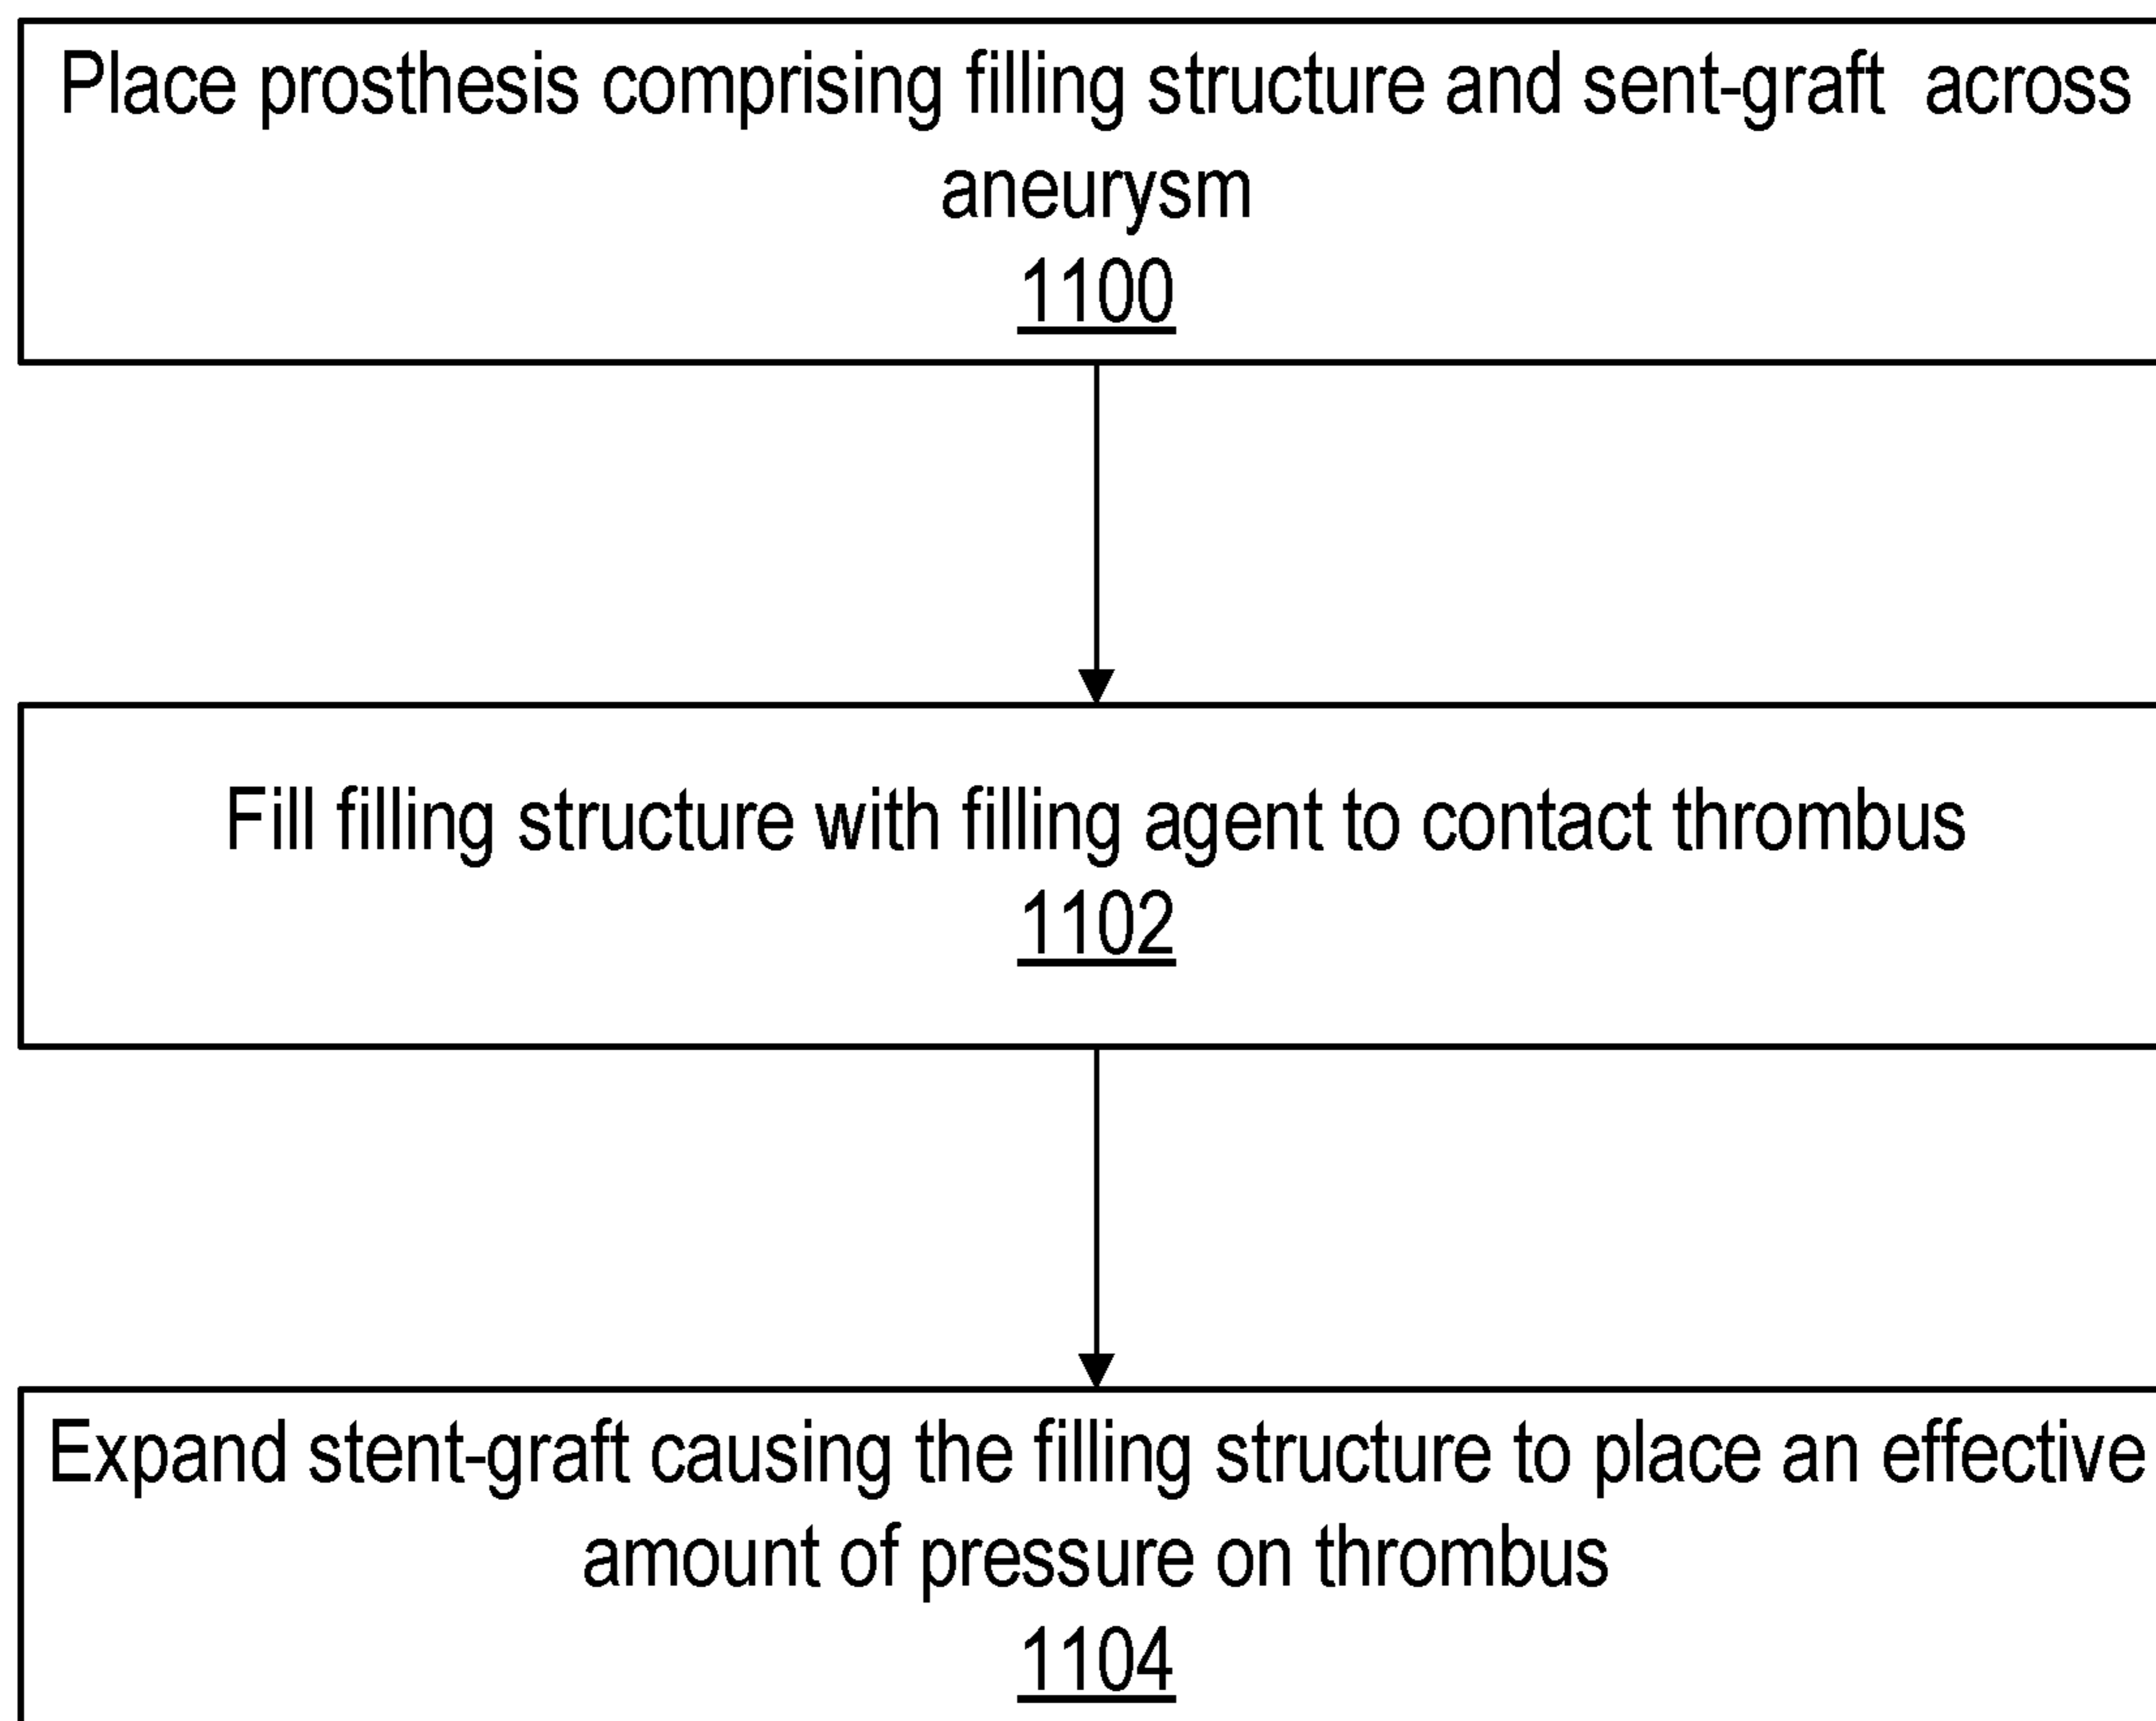 Place prosthesis comprising filling structure and sent-graft across
aneurysm
1100
Fill filling structure with filling agent to contact thrombus
1102
Expand stent-graft causing the filling structure to place an effective
amount of pressure on thrombus
1104